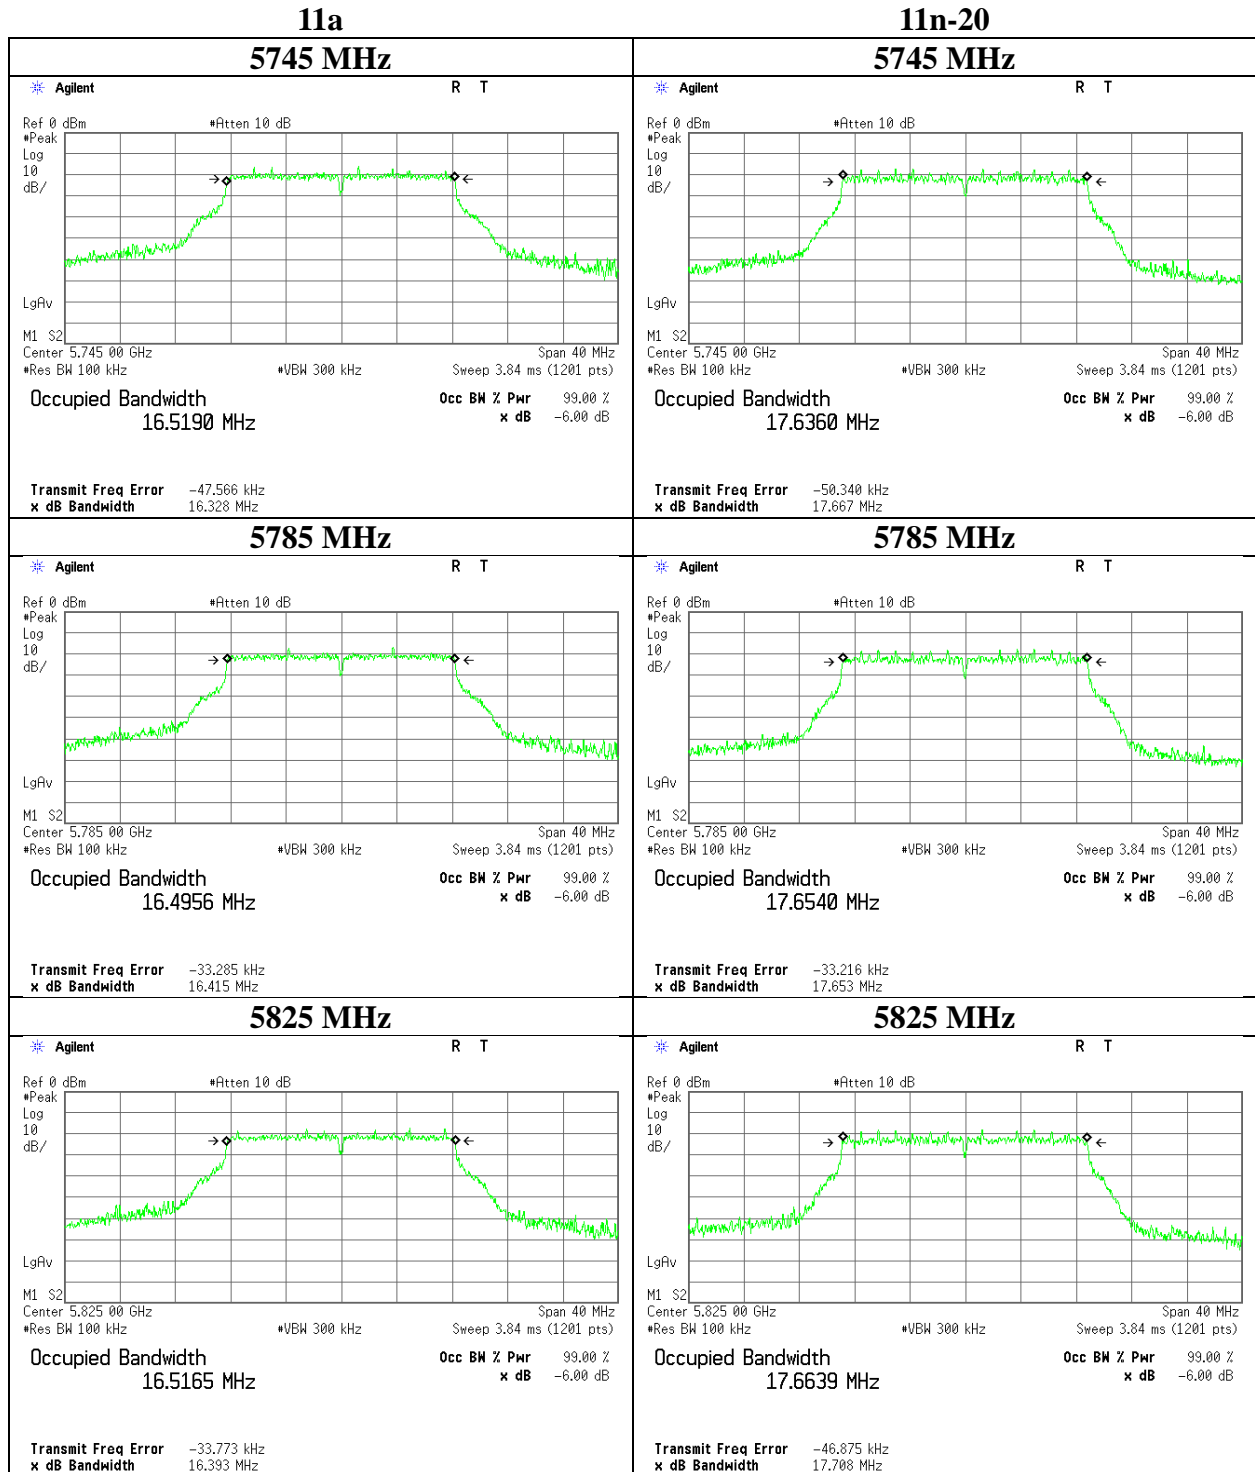 11a 11n-20
5745 MHz 5745 MHz
Agilent R T
Ref 0 dBm #Atten 10 dB
#Peak
Log
10
dB/
LgAv
M1 S2
Center 5.745 00 GHz Span 40 MHz
#Res BW 100 kHz #VBW 300 kHz Sweep 3.84 ms (1201 pts)
Occupied Bandwidth Occ BW % Pwr 99.00 %
16.5190 MHz x dB -6.00 dB
Transmit Freq Error -47.566 kHz
x dB Bandwidth 16.328 MHz
Agilent R T
Ref 0 dBm #Atten 10 dB
#Peak
Log
10
dB/
LgAv
M1 S2
Center 5.745 00 GHz Span 40 MHz
#Res BW 100 kHz #VBW 300 kHz Sweep 3.84 ms (1201 pts)
Occupied Bandwidth Occ BW % Pwr 99.00 %
17.6360 MHz x dB -6.00 dB
Transmit Freq Error -50.340 kHz
x dB Bandwidth 17.667 MHz
5785 MHz 5785 MHz
Agilent R T
Ref 0 dBm #Atten 10 dB
#Peak
Log
10
dB/
LgAv
M1 S2
Center 5.785 00 GHz Span 40 MHz
#Res BW 100 kHz #VBW 300 kHz Sweep 3.84 ms (1201 pts)
Occupied Bandwidth Occ BW % Pwr 99.00 %
16.4956 MHz x dB -6.00 dB
Transmit Freq Error -33.285 kHz
x dB Bandwidth 16.415 MHz
Agilent R T
Ref 0 dBm #Atten 10 dB
#Peak
Log
10
dB/
LgAv
M1 S2
Center 5.785 00 GHz Span 40 MHz
#Res BW 100 kHz #VBW 300 kHz Sweep 3.84 ms (1201 pts)
Occupied Bandwidth Occ BW % Pwr 99.00 %
17.6540 MHz x dB -6.00 dB
Transmit Freq Error -33.216 kHz
x dB Bandwidth 17.653 MHz
5825 MHz 5825 MHz
Agilent R T
Ref 0 dBm #Atten 10 dB
#Peak
Log
10
dB/
LgAv
M1 S2
Center 5.825 00 GHz Span 40 MHz
#Res BW 100 kHz #VBW 300 kHz Sweep 3.84 ms (1201 pts)
Occupied Bandwidth Occ BW % Pwr 99.00 %
16.5165 MHz x dB -6.00 dB
Transmit Freq Error -33.773 kHz
x dB Bandwidth 16.393 MHz
Agilent R T
Ref 0 dBm #Atten 10 dB
#Peak
Log
10
dB/
LgAv
M1 S2
Center 5.825 00 GHz Span 40 MHz
#Res BW 100 kHz #VBW 300 kHz Sweep 3.84 ms (1201 pts)
Occupied Bandwidth Occ BW % Pwr 99.00 %
17.6639 MHz x dB -6.00 dB
Transmit Freq Error -46.875 kHz
x dB Bandwidth 17.708 MHz